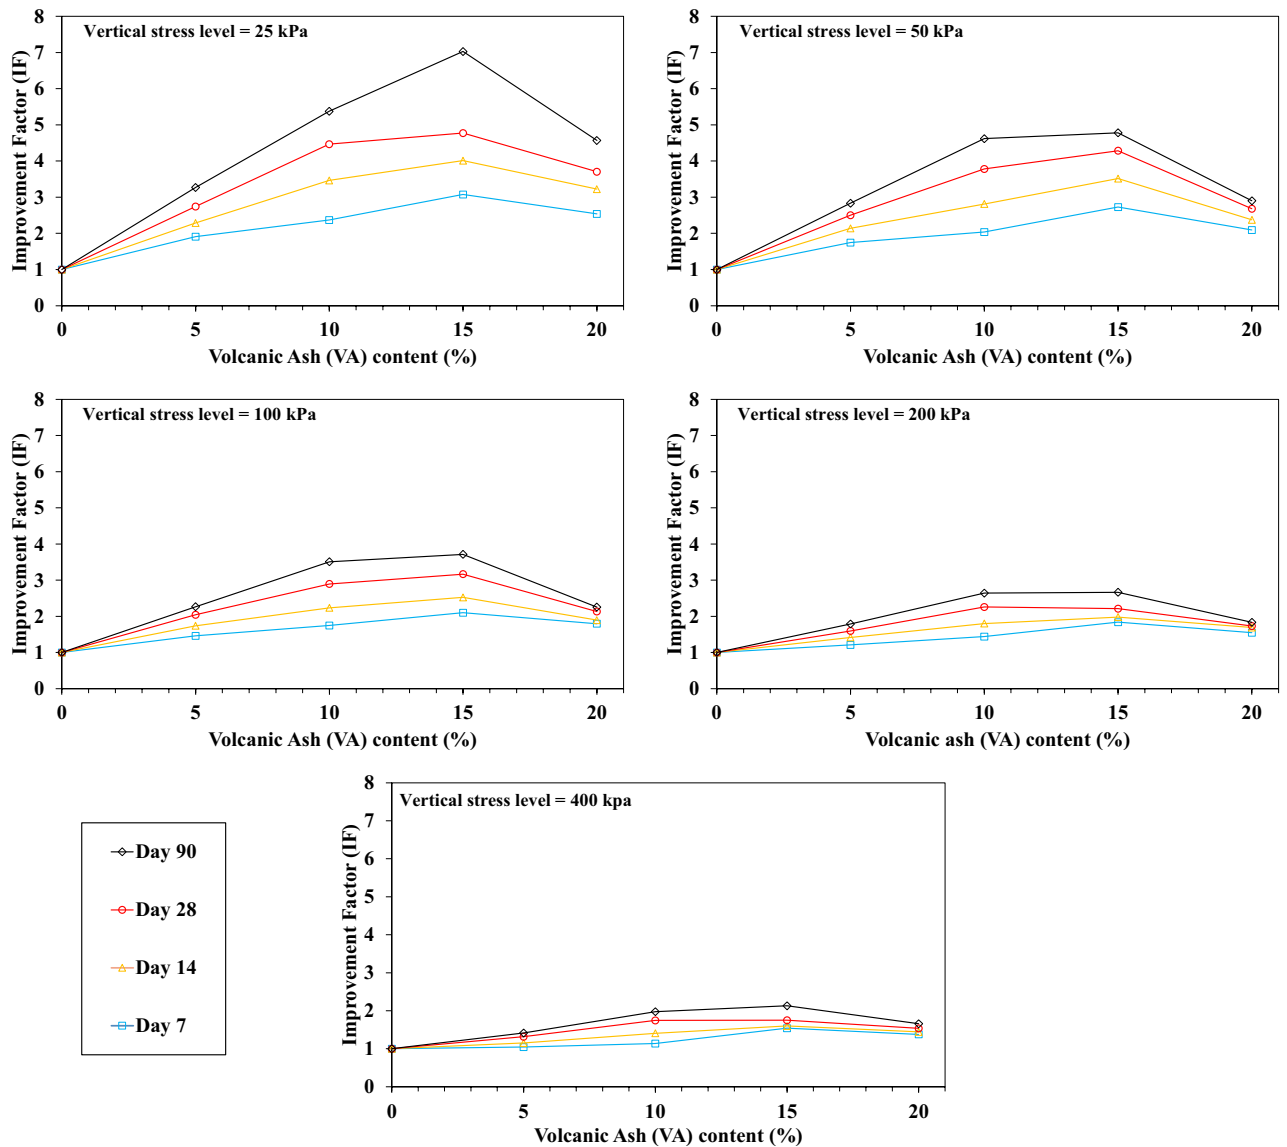 Vertical stress level = 25 kPa
Improvement Factor (IF)
8
7
6
5
4
3
2
1
0
0 5 10 15 20
Volcanic Ash (VA) content (%)
Vertical stress level = 50 kPa
Improvement Factor (IF)
8
7
6
5
4
3
2
1
0
0 5 10 15 20
Volcanic Ash (VA) content (%)
Vertical stress level = 100 kPa
Improvement Factor (IF)
8
7
6
5
4
3
2
1
0
0 5 10 15 20
Volcanic Ash (VA) content (%)
Vertical stress level = 200 kPa
Improvement Factor (IF)
8
7
6
5
4
3
2
1
0
0 5 10 15 20
Volcanic ash (VA) content (%)
Day 90
Day 28
Day 14
Day 7
Vertical stress level = 400 kpa
Improvement Factor (IF)
8
7
6
5
4
3
2
1
0
0 5 10 15 20
Volcanic Ash (VA) content (%)